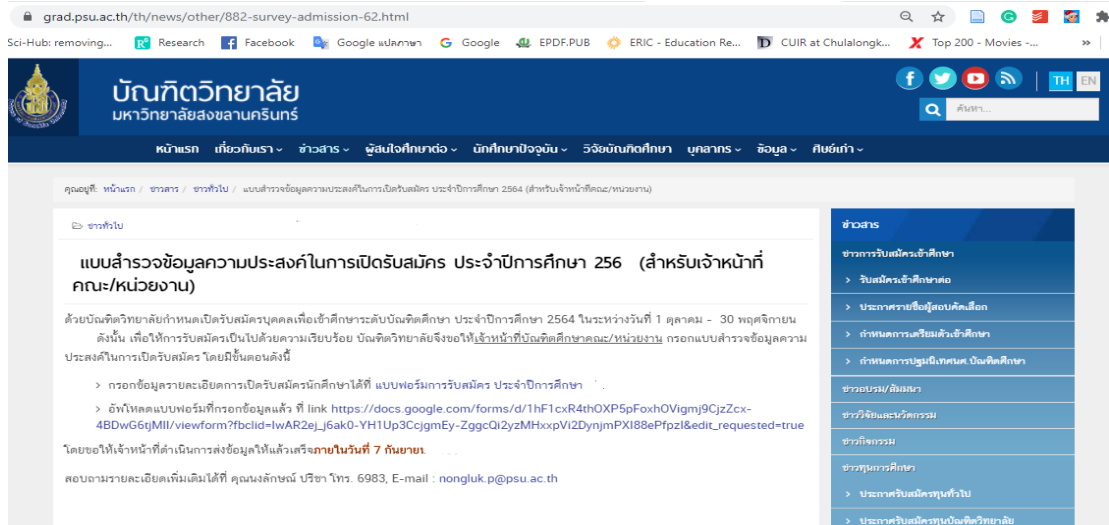 grad.psu.ac.th/th/news/other/882-survey-admission-62.html
Sci-Hub: removing... Research Facebook Google แปลภาษา Google EPDF.PUB ERIC - Education Re... CUIR at Chulalongk... Top 200 - Movies -... »
บัณฑิตวิทยาลัย
มหาวิทยาลัยสงขลานครินทร์
TH EN
ค้นหา...
หน้าแรก เกี่ยวกับเรา ข่าวสาร ผู้สนใจศึกษาต่อ นักศึกษาปัจจุบัน วิจัยบัณฑิตศึกษา บุคลากร ข้อมูล ศิษย์เก่า
คุณอยู่ที่: หน้าแรก / ข่าวสาร / ข่าวทั่วไป / แบบสำรวจข้อมูลความประสงค์ในการเปิดรับสมัคร ประจำปีการศึกษา 2564 (สำหรับเจ้าหน้าที่คณะ/หน่วยงาน)
ข่าวทั่วไป
แบบสำรวจข้อมูลความประสงค์ในการเปิดรับสมัคร ประจำปีการศึกษา 256 (สำหรับเจ้าหน้าที่
คณะ/หน่วยงาน)
ด้วยบัณฑิตวิทยาลัยกำหนดเปิดรับสมัครบุคคลเพื่อเข้าศึกษาระดับบัณฑิตศึกษา ประจำปีการศึกษา 2564 ในระหว่างวันที่ 1 ตุลาคม - 30 พฤศจิกายน
ดังนั้น เพื่อให้การรับสมัครเป็นไปด้วยความเรียบร้อย บัณฑิตวิทยาลัยจึงขอให้เจ้าหน้าที่บัณฑิตศึกษาคณะ/หน่วยงาน กรอกแบบสำรวจข้อมูลความ
ประสงค์ในการเปิดรับสมัคร โดยมีขั้นตอนดังนี้
> กรอกข้อมูลรายละเอียดการเปิดรับสมัครนักศึกษาได้ที่ แบบฟอร์มการรับสมัคร ประจำปีการศึกษา
> อัพโหลดแบบฟอร์มที่กรอกข้อมูลแล้ว ที่ link https://docs.google.com/forms/d/1hF1cxR4thOXP5pFoxhOVigmj9CjzZcx-
4BDwG6tjMII/viewform?fbclid=IwAR2ej_j6ak0-YH1Up3CcjgmEy-ZggcQi2yzMHxxpVi2DynjmPXI88ePfpzI&edit_requested=true
โดยขอให้เจ้าหน้าที่ดำเนินการส่งข้อมูลให้แล้วเสร็จภายในวันที่ 7 กันยายน
สอบถามรายละเอียดเพิ่มเติมได้ที่ คุณนงลักษณ์ ปรีชา โทร. 6983, E-mail : nongluk.p@psu.ac.th
ข่าวสาร
ข่าวการรับสมัครเข้าศึกษา
> รับสมัครเข้าศึกษาต่อ
> ประกาศรายชื่อผู้สอบคัดเลือก
> กำหนดการเตรียมตัวเข้าศึกษา
> กำหนดการปฐมนิเทศนศ.บัณฑิตศึกษา
ข่าวอบรม/สัมมนา
ข่าววิจัยและนวัตกรรม
ข่าวกิจกรรม
ข่าวทุนการศึกษา
> ประกาศรับสมัครทุนทั่วไป
> ประกาศรับสมัครทุนบัณฑิตวิทยาลัย